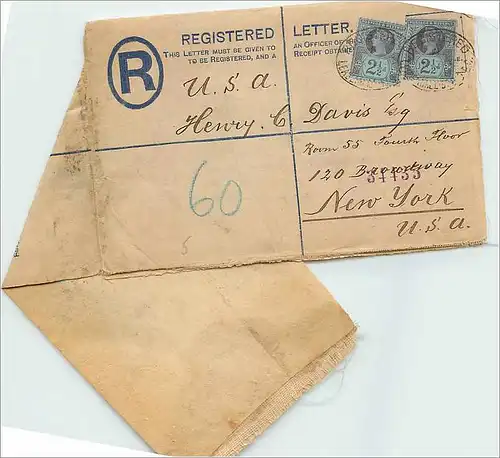 REGISTERED LETTER.
THIS LETTER MUST BE GIVEN TO AN OFFICER OF
TO BE REGISTERED, AND A RECEIPT OBTAINED
R
2½ 2½
U.S.A.
Henry. C. Davis Esq
Room 55 Fourth Floor
120 Broadway
New York
U.S.A.
60